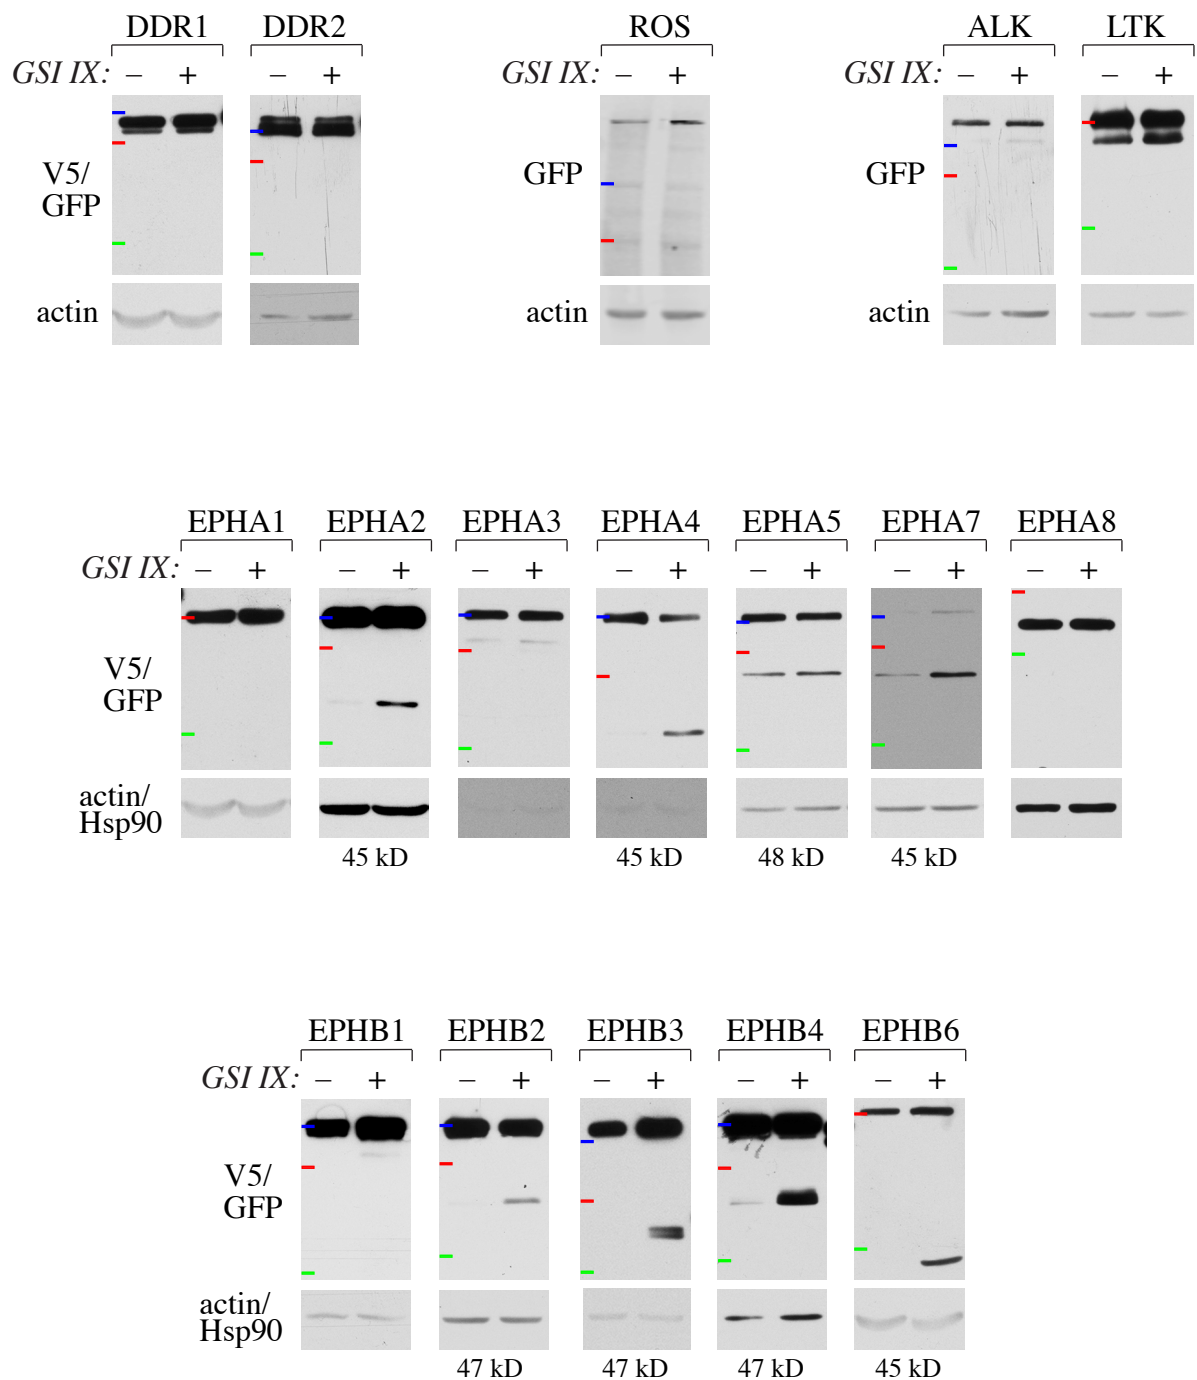 DDR1 DDR2 ROS ALK LTK
GSI IX: – + – + GSI IX: – + GSI IX: – + – +
V5/
GFP GFP GFP
actin actin actin
EPHA1 EPHA2 EPHA3 EPHA4 EPHA5 EPHA7 EPHA8
GSI IX: – + – + – + – + – + – + – +
V5/
GFP
actin/
Hsp90
45 kD 45 kD 48 kD 45 kD
EPHB1 EPHB2 EPHB3 EPHB4 EPHB6
GSI IX: – + – + – + – + – +
V5/
GFP
actin/
Hsp90
47 kD 47 kD 47 kD 45 kD